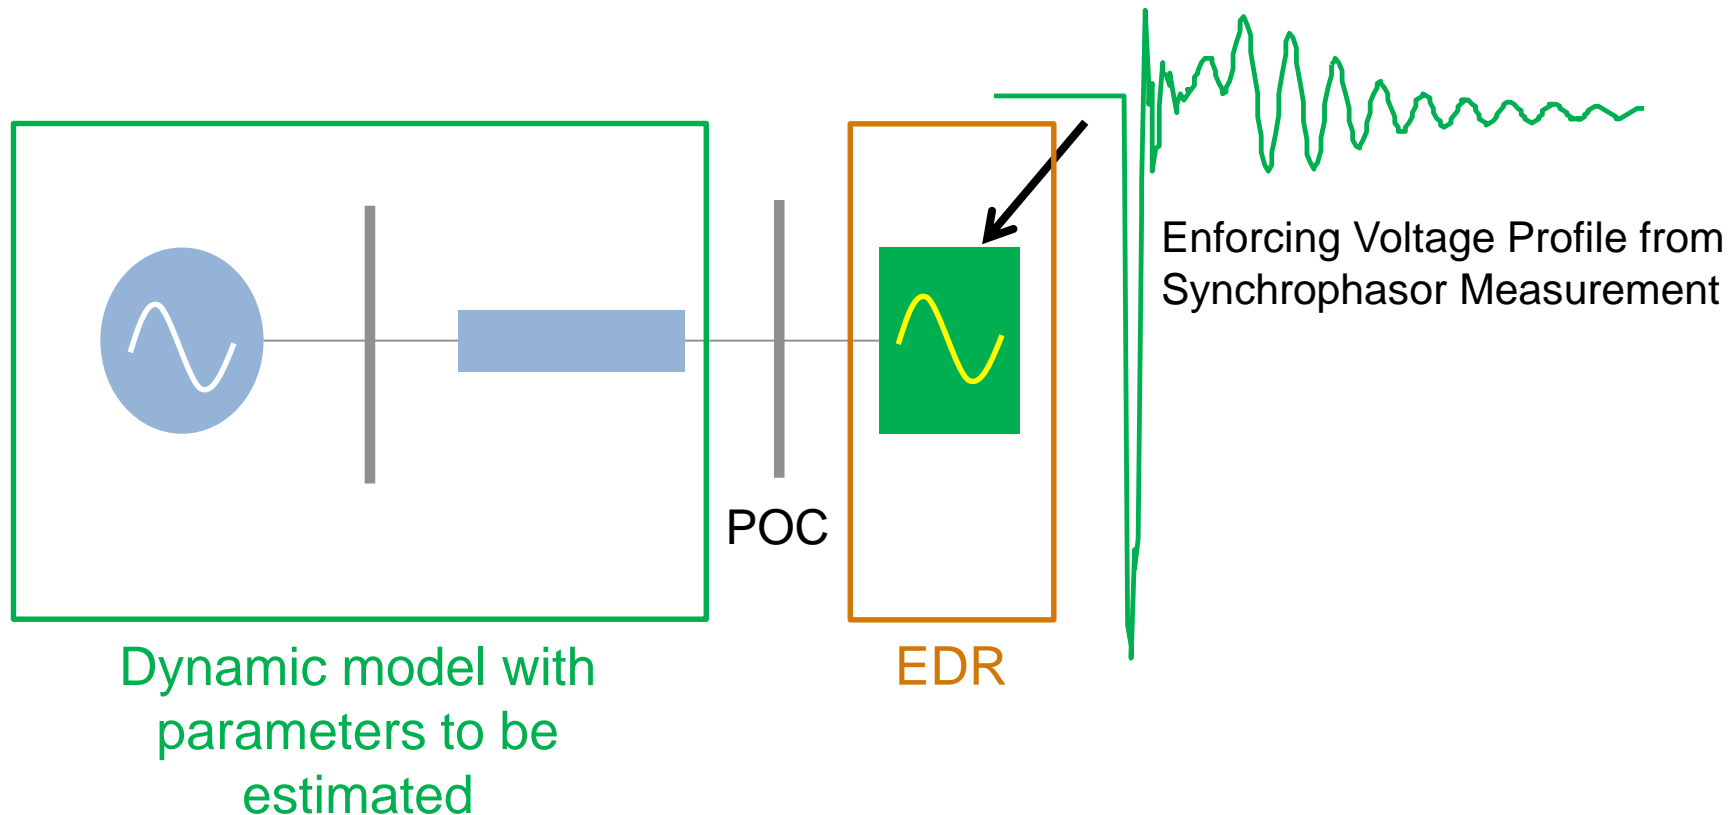 Enforcing Voltage Profile from
Synchrophasor Measurement
POC
Dynamic model with
parameters to be
estimated
EDR